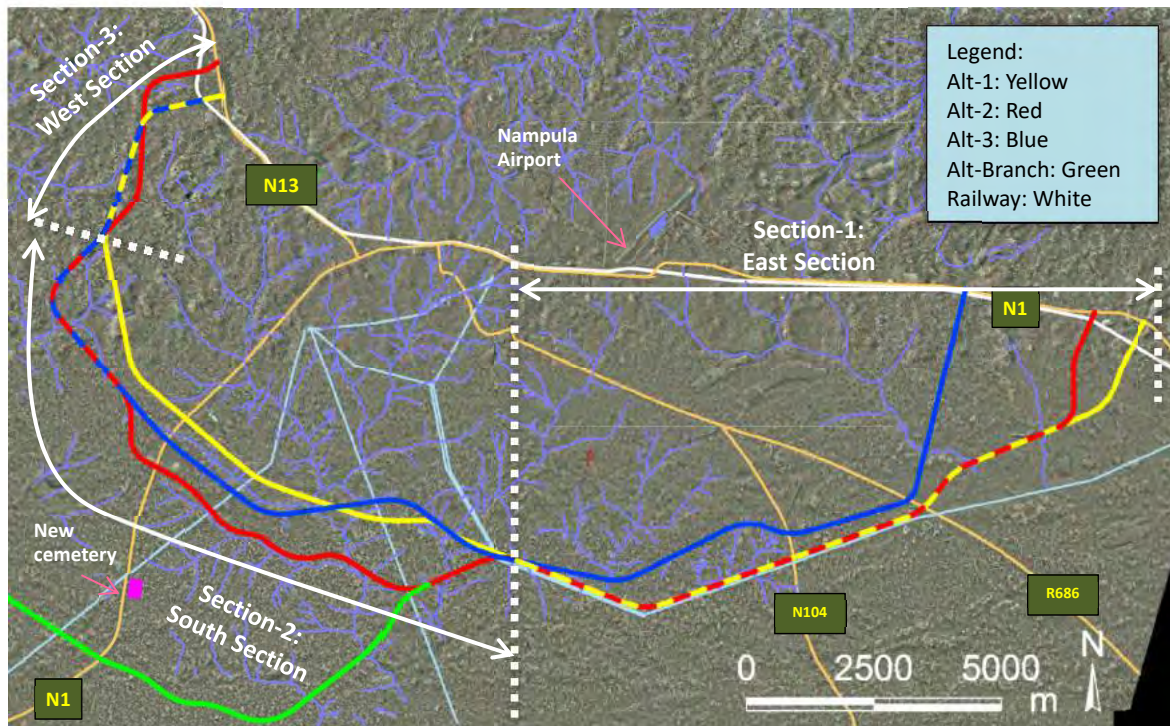 Section-3:
West Section
Legend:
Alt-1: Yellow
Alt-2: Red
Alt-3: Blue
Alt-Branch: Green
Railway: White
Nampula
Airport
N13
Section-1:
East Section
N1
New
cemetery
Section-2:
South Section
N104
R686
N1
0 2500 5000
m
N